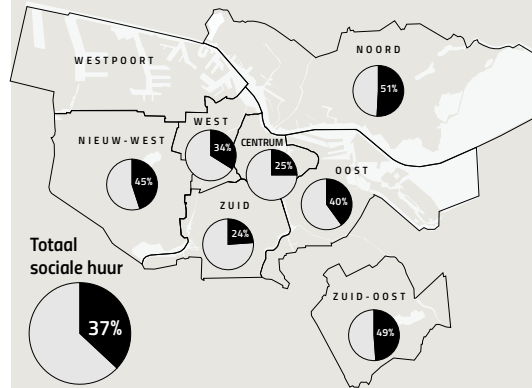 NOORD
WESTPOORT
51%
WEST
NIEUW-WEST
34%
CENTRUM
25%
OOST
45%
40%
ZUID
24%
Totaal
sociale huur
37%
ZUID-OOST
49%